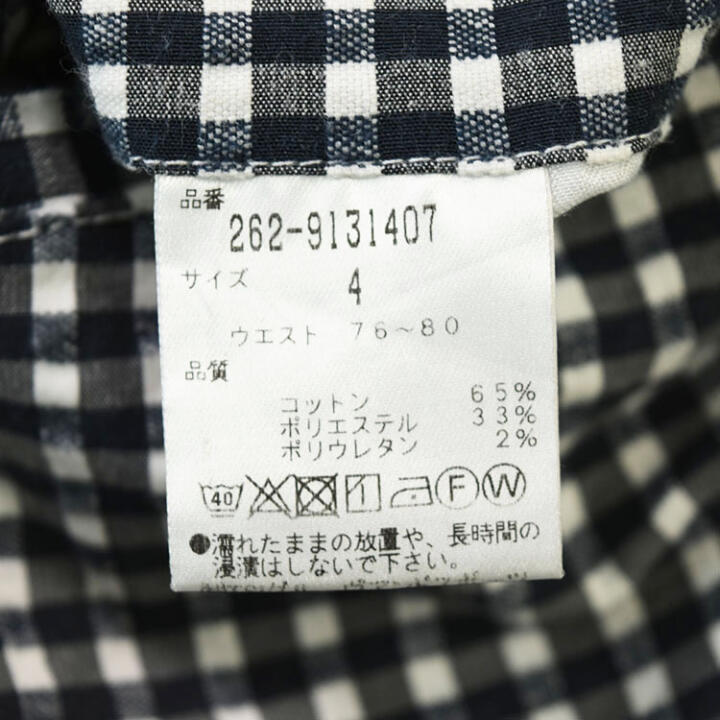 品番
262-9131407
サイズ 4
ウエスト 76〜80
品質
コットン 65%
ポリエステル 33%
ポリウレタン 2%
40 F W
●濡れたままの放置や、長時間の
浸漬はしないで下さい。